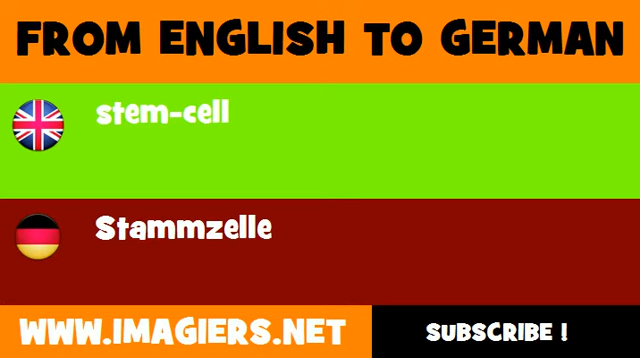 FROM ENGLISH TO GERMAN
stem-cell
Stammzelle
WWW.IMAGIERS.NET
SUBSCRIBE !